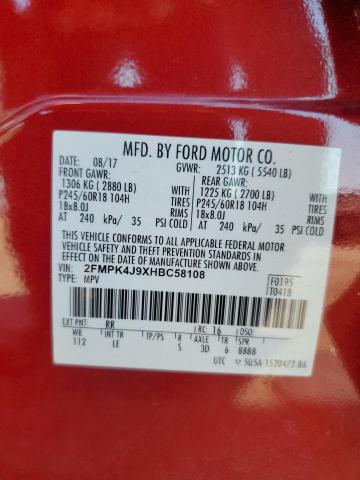 MFD. BY FORD MOTOR CO.
DATE: 08/17 GVWR: 2513 KG ( 5540 LB)
FRONT GAWR: REAR GAWR:
1306 KG ( 2880 LB) 1225 KG ( 2700 LB)
P245/60R18 104H P245/60R18 104H
18x8.0J RIMS 18x8.0J RIMS
AT 240 kPa/ 35 PSI COLD AT 240 kPa/ 35 PSI COLD
THIS VEHICLE CONFORMS TO ALL APPLICABLE FEDERAL MOTOR
VEHICLE SAFETY AND BUMPER STANDARDS AND THEFT PREVENTION STANDARD
IN EFFECT ON THE DATE OF MANUFACTURE SHOWN ABOVE.
VIN: 2FMPK4J9XHBC58108 F0195
TYPE: MPV T0418
EXT PNT: RR RC: 16 DSO:
WB INT TR TP/PS R AXLE TR SPR
112 LE S 3D 6 8888
UTC 5U5A-1520472-BA